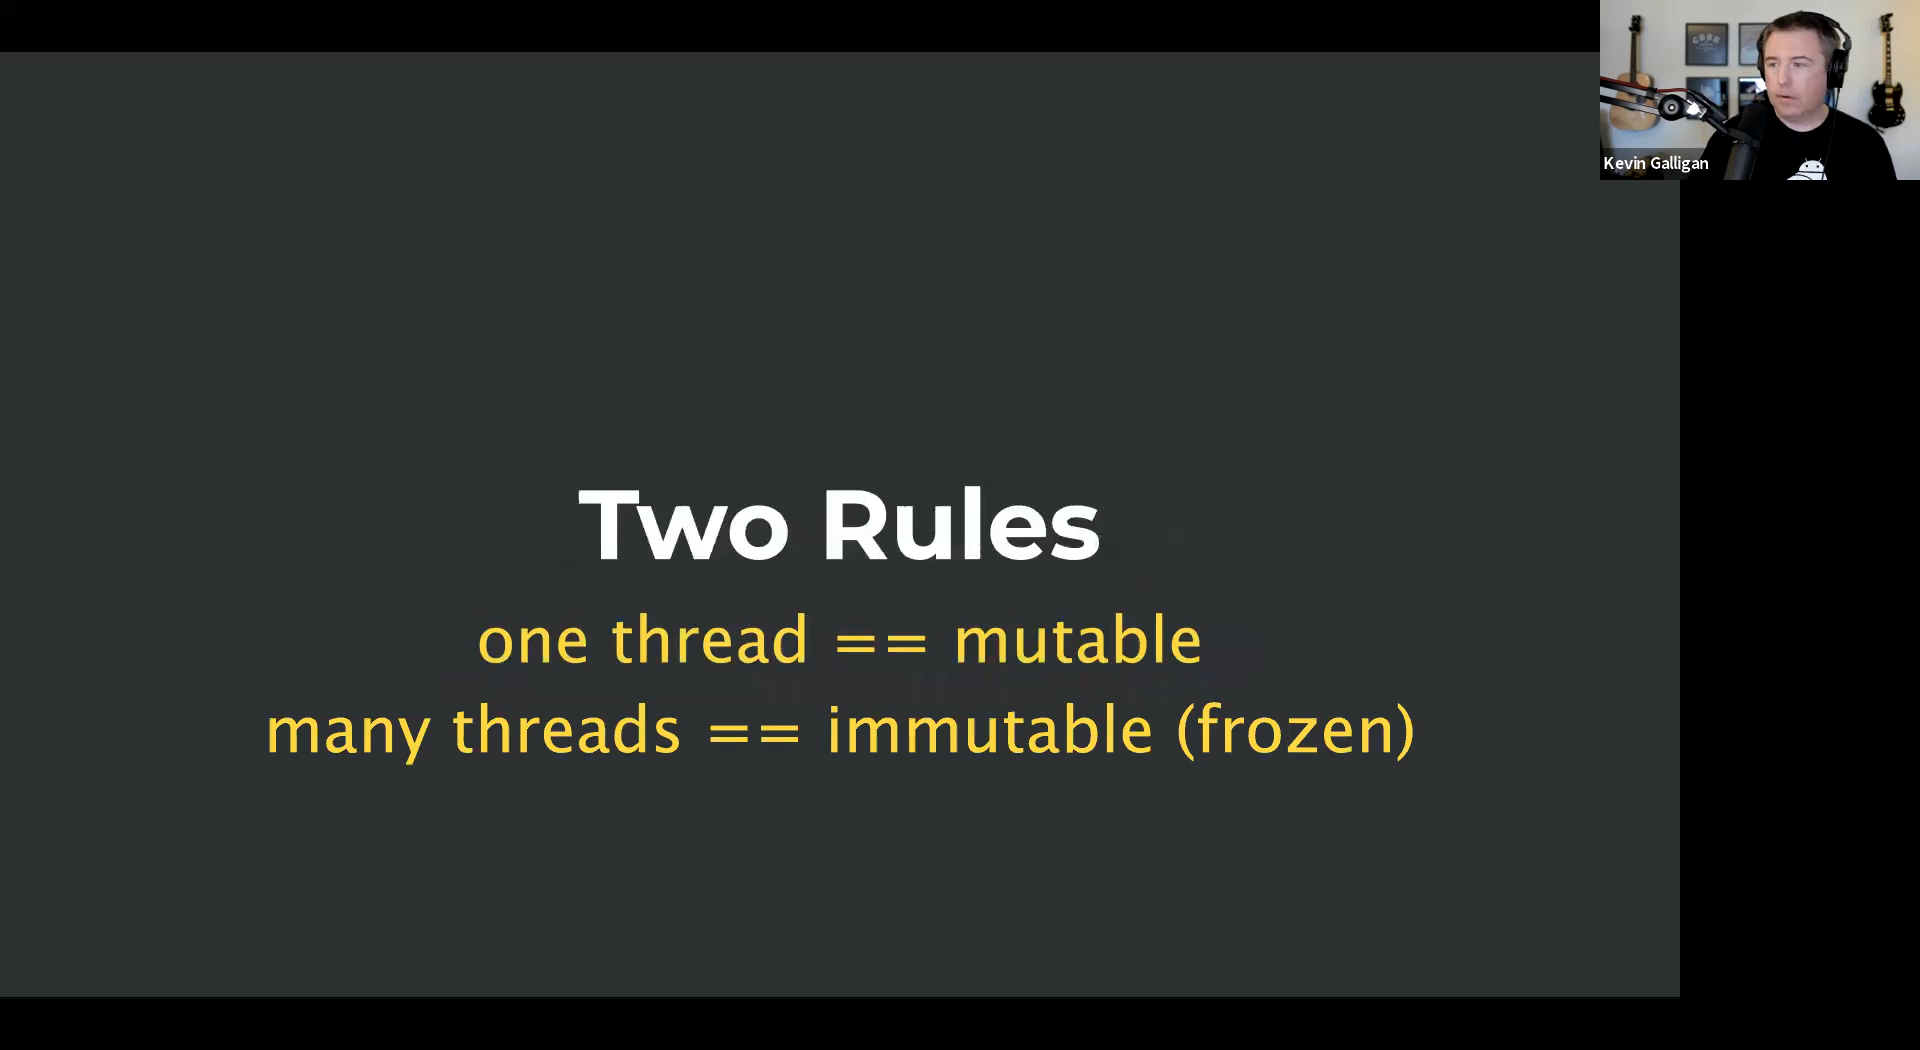 Kevin Galligan
Two Rules
one thread == mutable
many threads == immutable (frozen)